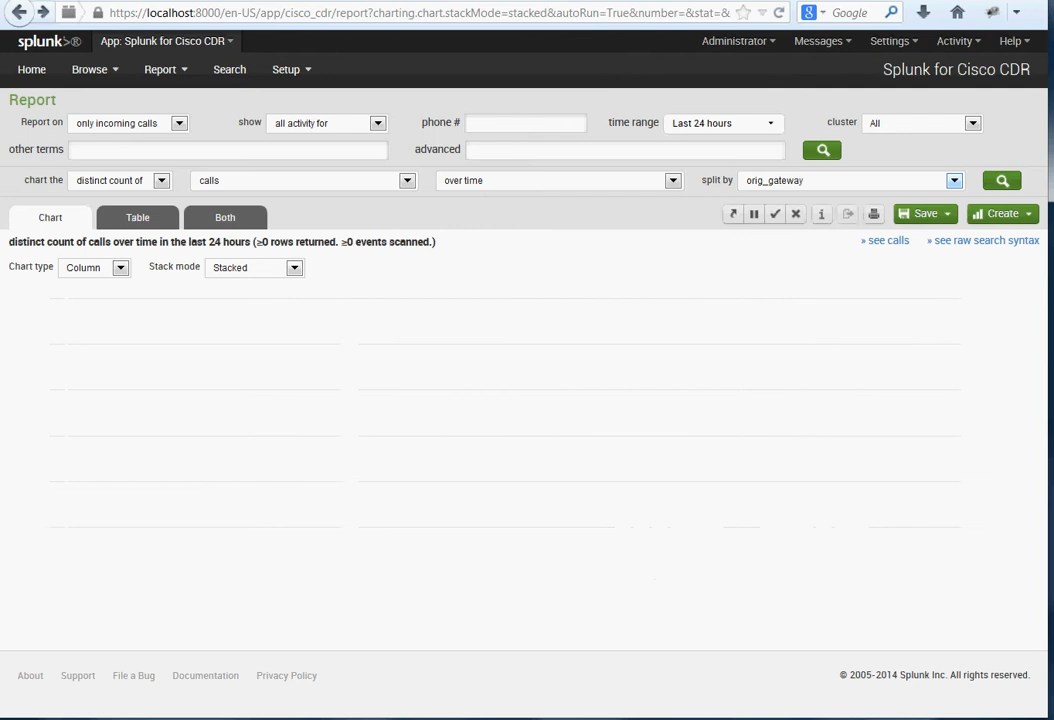 https://localhost:8000/en-US/app/cisco_cdr/report?charting.chart.stackMode=stacked&autoRun=True&number=&stat=& Google
splunk>® App: Splunk for Cisco CDR Administrator Messages Settings Activity Help
Home Browse Report Search Setup Splunk for Cisco CDR
Report
Report on only incoming calls show all activity for phone # time range Last 24 hours cluster All
other terms advanced
chart the distinct count of calls over time split by orig_gateway
Chart Table Both Save Create
distinct count of calls over time in the last 24 hours (≥0 rows returned. ≥0 events scanned.) » see calls » see raw search syntax
Chart type Column Stack mode Stacked
About Support File a Bug Documentation Privacy Policy © 2005-2014 Splunk Inc. All rights reserved.